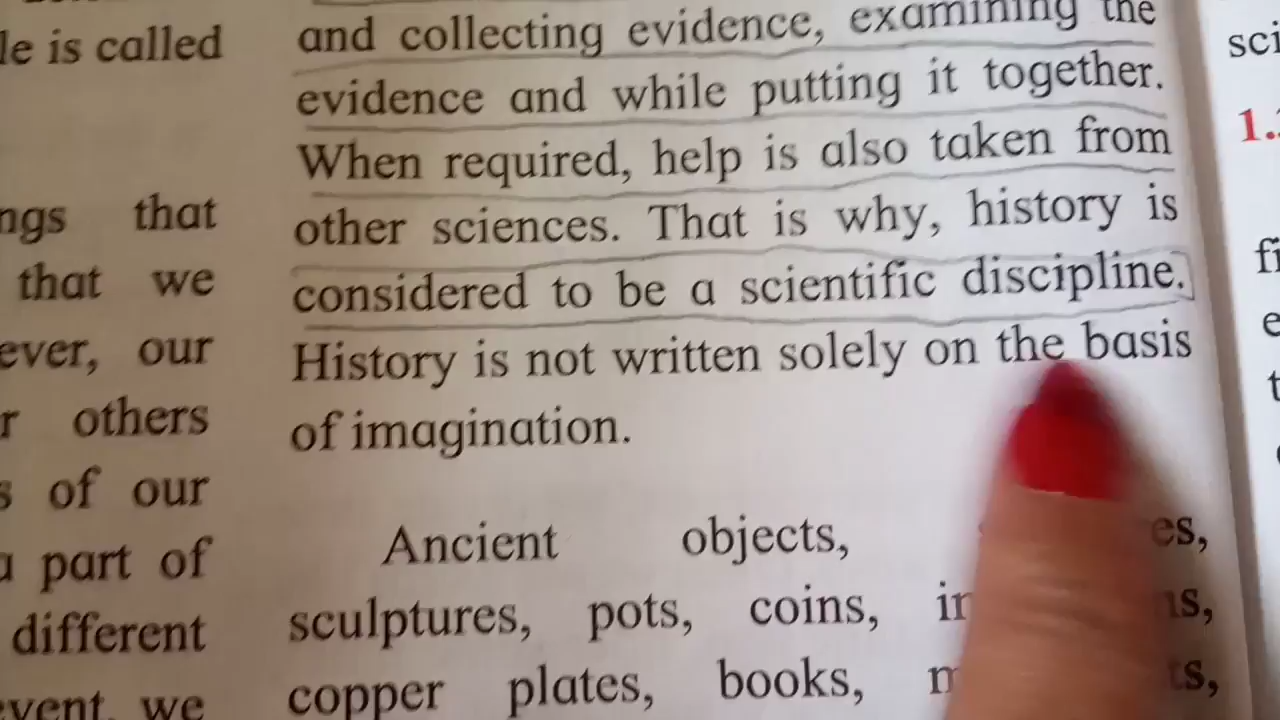 le is called
ngs that
that we
ever, our
r others
s of our
a part of
different
event, we
and collecting evidence, examining the
evidence and while putting it together.
When required, help is also taken from
other sciences. That is why, history is
considered to be a scientific discipline.
History is not written solely on the basis
of imagination.
Ancient objects,
sculptures, pots, coins,
copper plates, books,
sci
1.